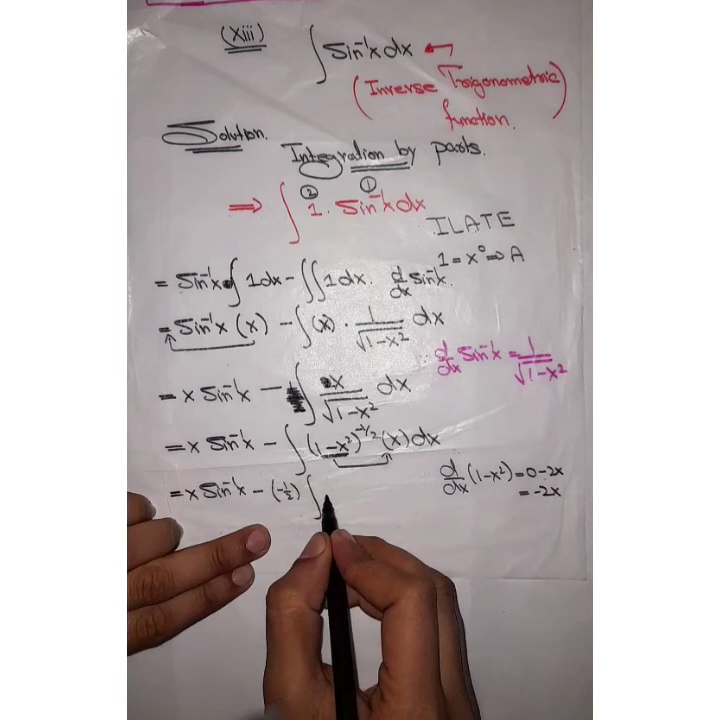 (xiii) ∫ Sin⁻¹x dx
(Inverse Trigonometric
function.)
Solution.
Integration by parts.
② ①
⇒ ∫ 1. Sin⁻¹x dx
ILATE
1 = x⁰ ⇒ A
= Sin⁻¹x ∫ 1dx - ∫∫ 1dx. d/dx Sin⁻¹x.
= Sin⁻¹x (x) - ∫(x) · 1/√1-x² dx
d/dx Sin⁻¹x = 1/√1-x²
= x Sin⁻¹x - ∫ x/√1-x² dx
= x Sin⁻¹x - ∫ (1-x²)^-1/2 (x) dx
= x Sin⁻¹x - (-1/2) ∫
d/dx (1-x²) = 0-2x
= -2x